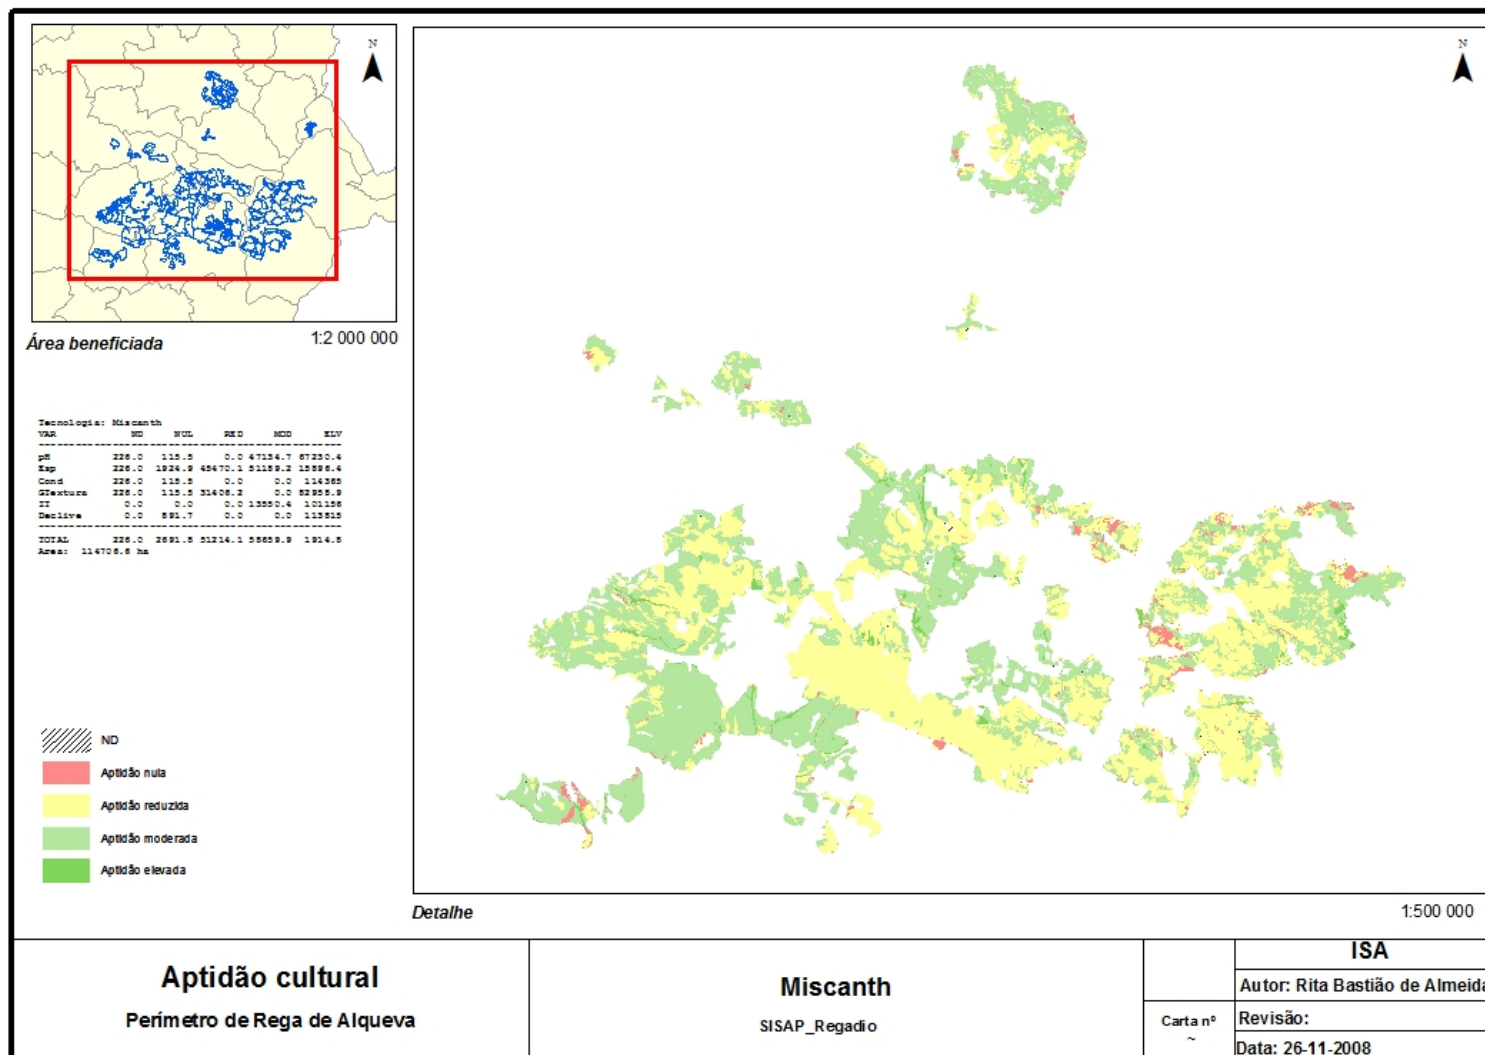 N
N
Área beneficiada
1:2 000 000
Tecnologia: Miscanth
VAR ND NUL RED MOD ELV
pH 226.0 115.5 0.0 47134.7 67230.4
Esp 226.0 1924.9 45470.1 51189.2 15896.4
Cond 226.0 115.5 0.0 0.0 114365
GTextura 226.0 115.5 31406.2 0.0 82958.9
IT 0.0 0.0 0.0 13550.4 101156
Declive 0.0 891.7 0.0 0.0 113815
TOTAL 226.0 2691.8 51214.1 58659.9 1914.8
Area: 114706.6 ha
ND
Aptidão nula
Aptidão reduzida
Aptidão moderada
Aptidão elevada
Detalhe
1:500 000
Aptidão cultural
Perímetro de Rega de Alqueva
Miscanth
SISAP_Regadio
Carta nº
~
ISA
Autor: Rita Bastião de Almeida
Revisão:
Data: 26-11-2008